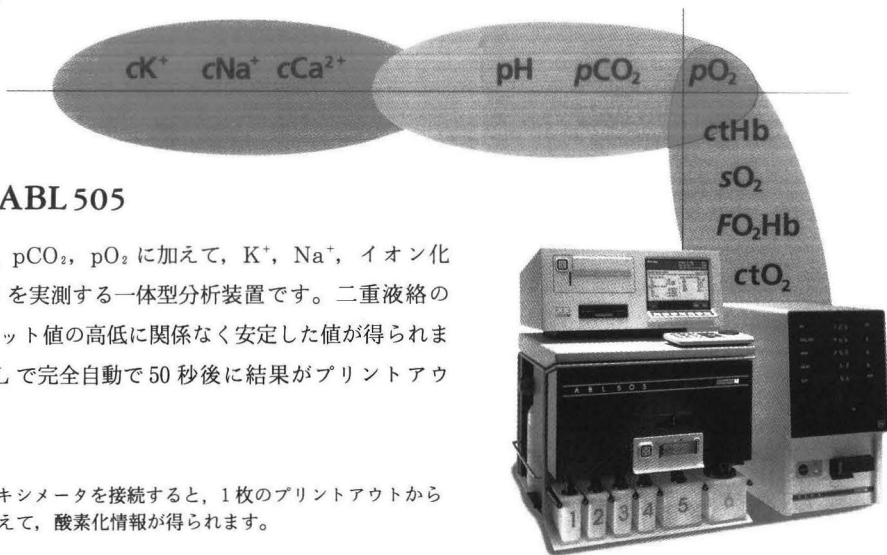 cK⁺ cNa⁺ cCa²⁺ pH pCO₂ pO₂
ctHb
sO₂
FO₂Hb
ctO₂
ABL 505
pCO₂, pO₂ に加えて, K⁺, Na⁺, イオン化
を実測する一体型分析装置です。二重液絡の
ット値の高低に関係なく安定した値が得られま
で完全自動で 50 秒後に結果がプリントアウ
キシメータを接続すると, 1枚のプリントアウトから
えて, 酸素化情報が得られます。
ABL505
1 2 3 4 5 6